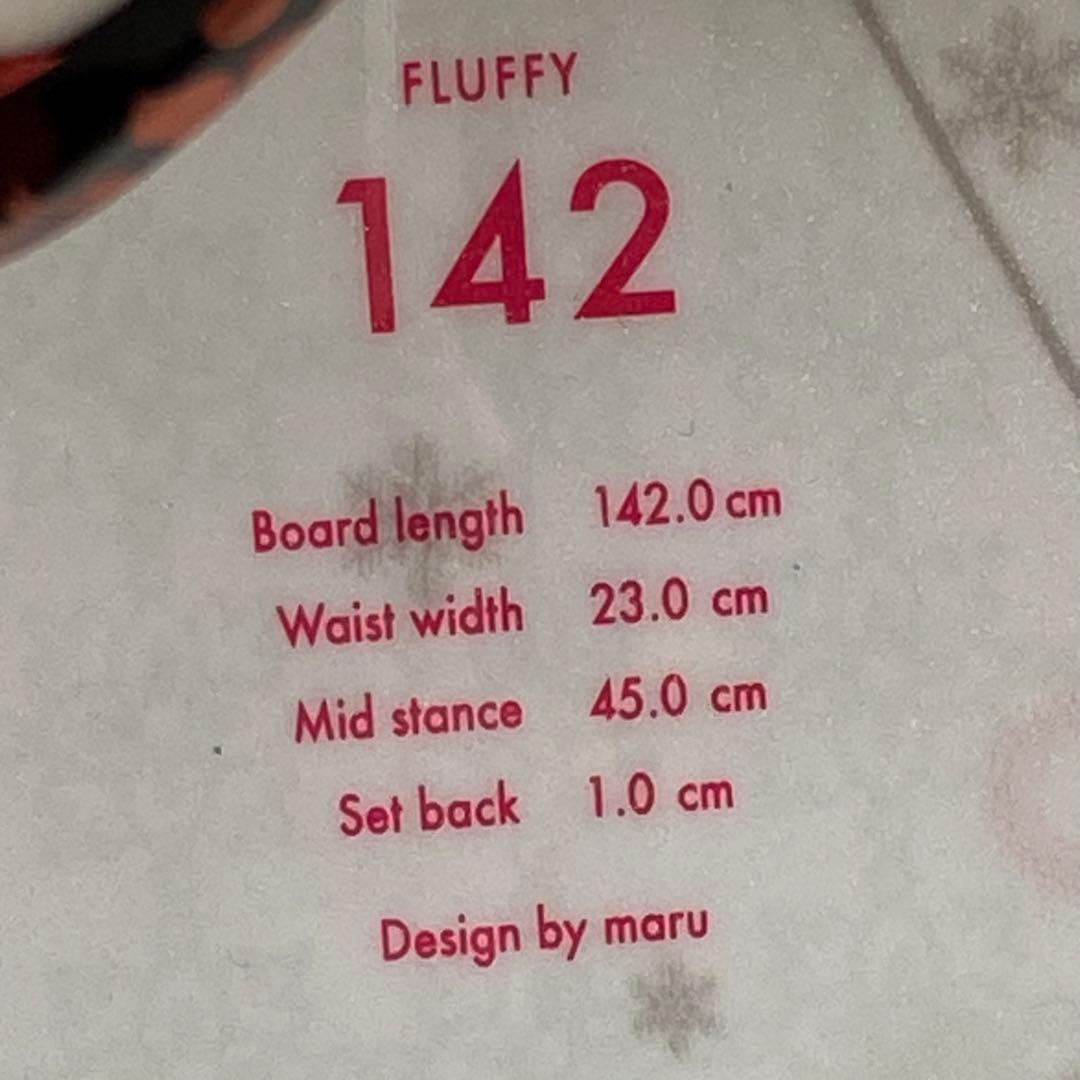 FLUFFY
142
Board length 142.0 cm
Waist width 23.0 cm
Mid stance 45.0 cm
Set back 1.0 cm
Design by maru